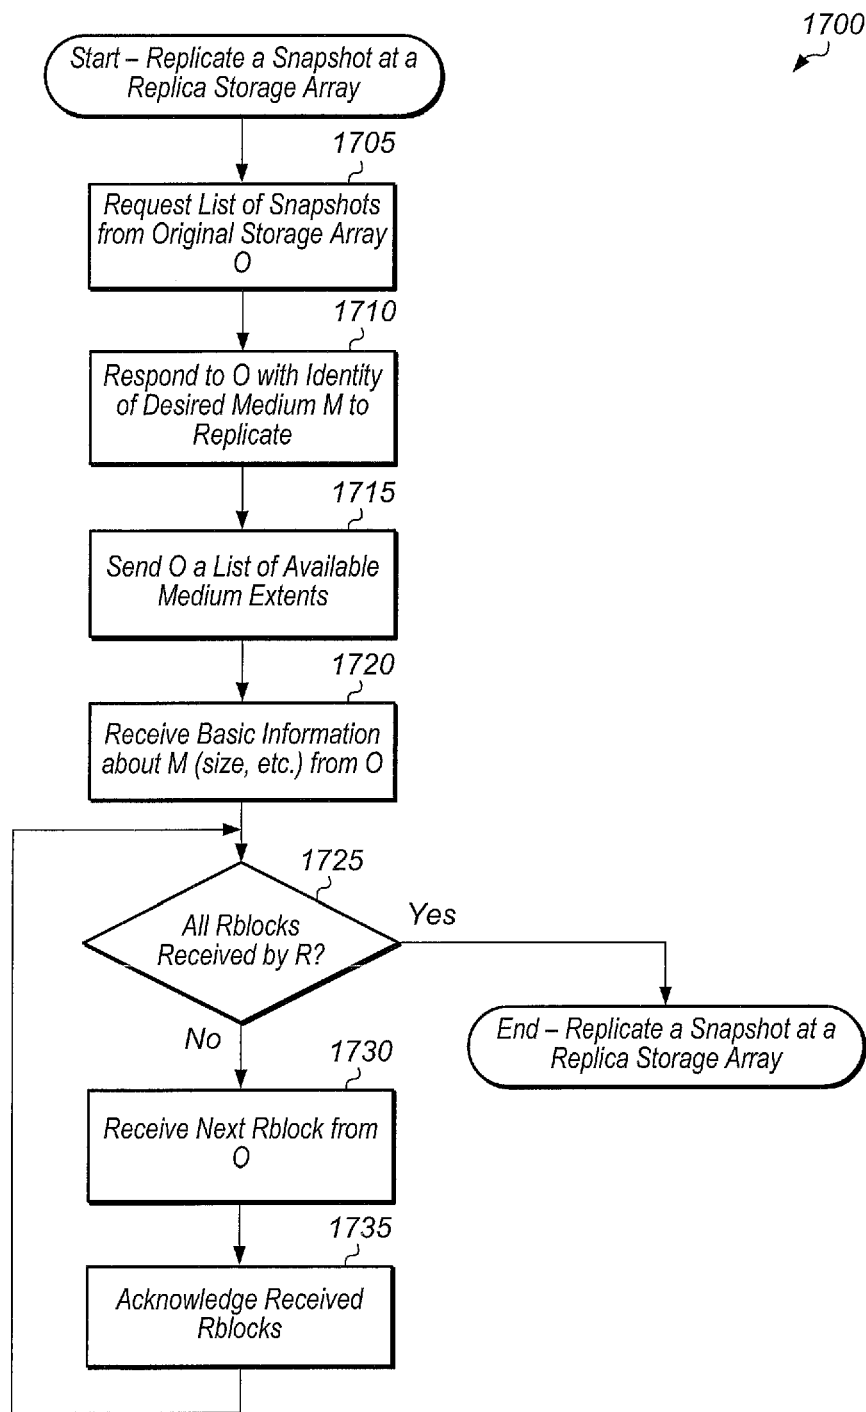 1700
Start – Replicate a Snapshot at a
Replica Storage Array
1705
Request List of Snapshots
from Original Storage Array
O
1710
Respond to O with Identity
of Desired Medium M to
Replicate
1715
Send O a List of Available
Medium Extents
1720
Receive Basic Information
about M (size, etc.) from O
1725
All Rblocks
Received by R?
Yes
No
End – Replicate a Snapshot at a
Replica Storage Array
1730
Receive Next Rblock from
O
1735
Acknowledge Received
Rblocks